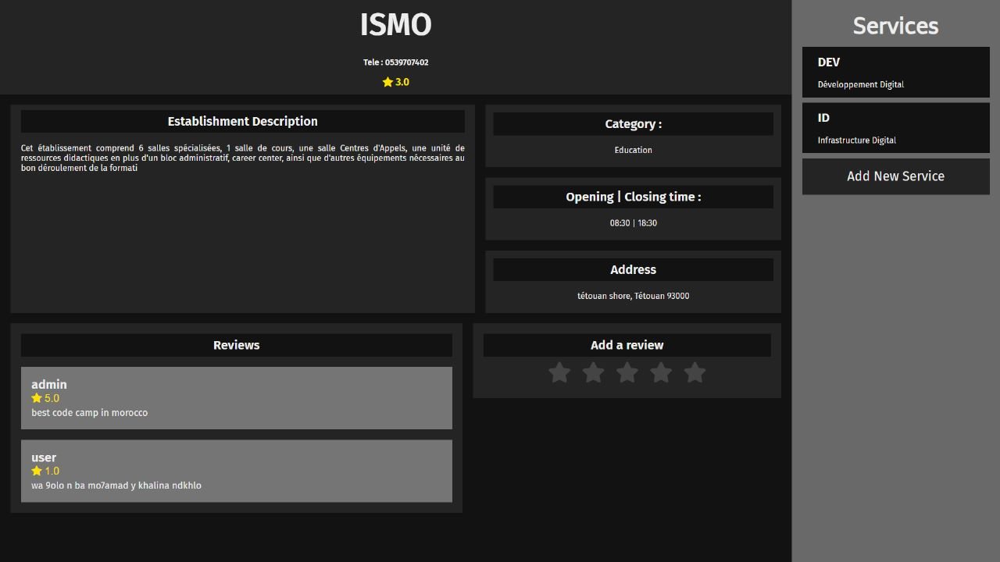 ISMO
Tele : 0539707402
3.0
Establishment Description
Cet établissement comprend 6 salles spécialisées, 1 salle de cours, une salle Centres d'Appels, une unité de
ressources didactiques en plus d'un bloc administratif, career center, ainsi que d'autres équipements nécessaires au
bon déroulement de la formati
Category :
Education
Opening | Closing time :
08:30 | 18:30
Address
tétouan shore, Tétouan 93000
Reviews
admin
5.0
best code camp in morocco
user
1.0
wa 9olo n ba mo7amad y khalina ndkhlo
Add a review
Services
DEV
Développement Digital
ID
Infrastructure Digital
Add New Service